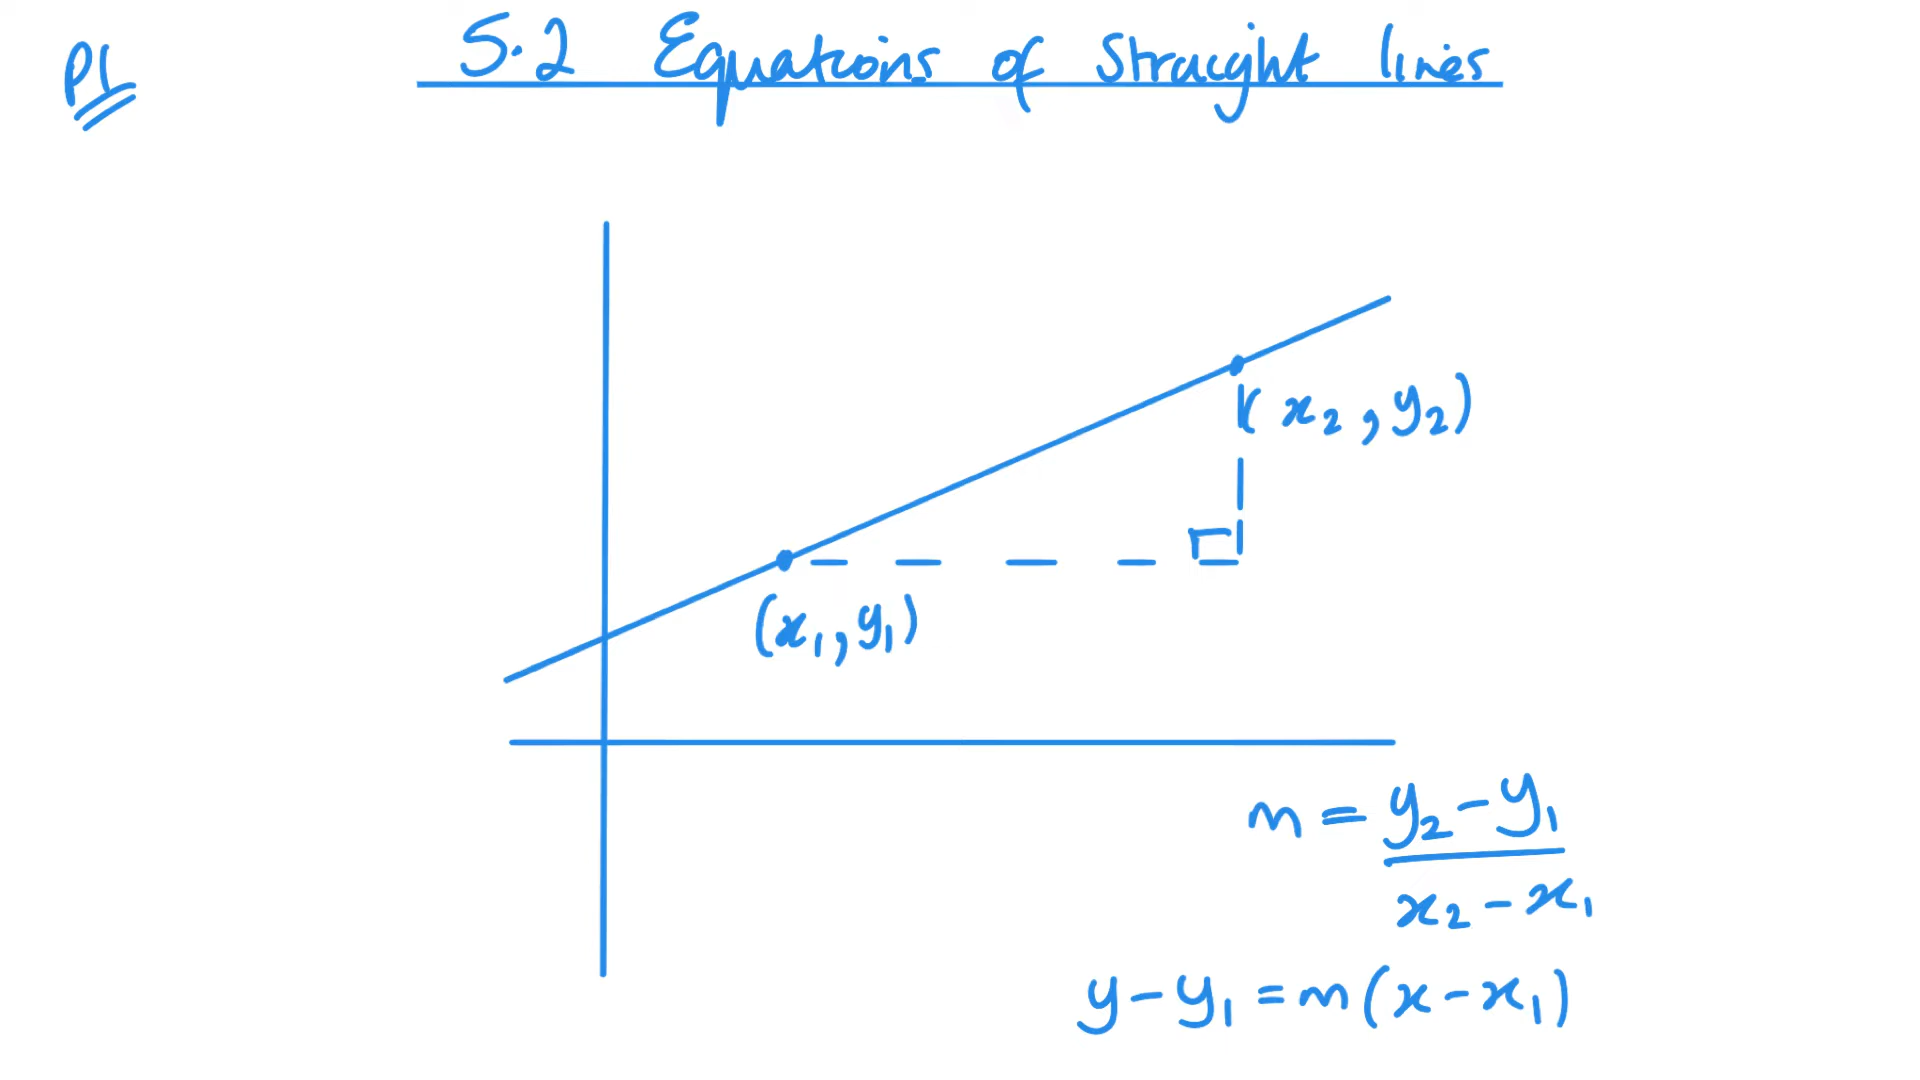 P1
5.2 Equations of Straight lines
(x₂, y₂)
(x₁, y₁)
m = y₂ - y₁
x₂ - x₁
y - y₁ = m(x - x₁)